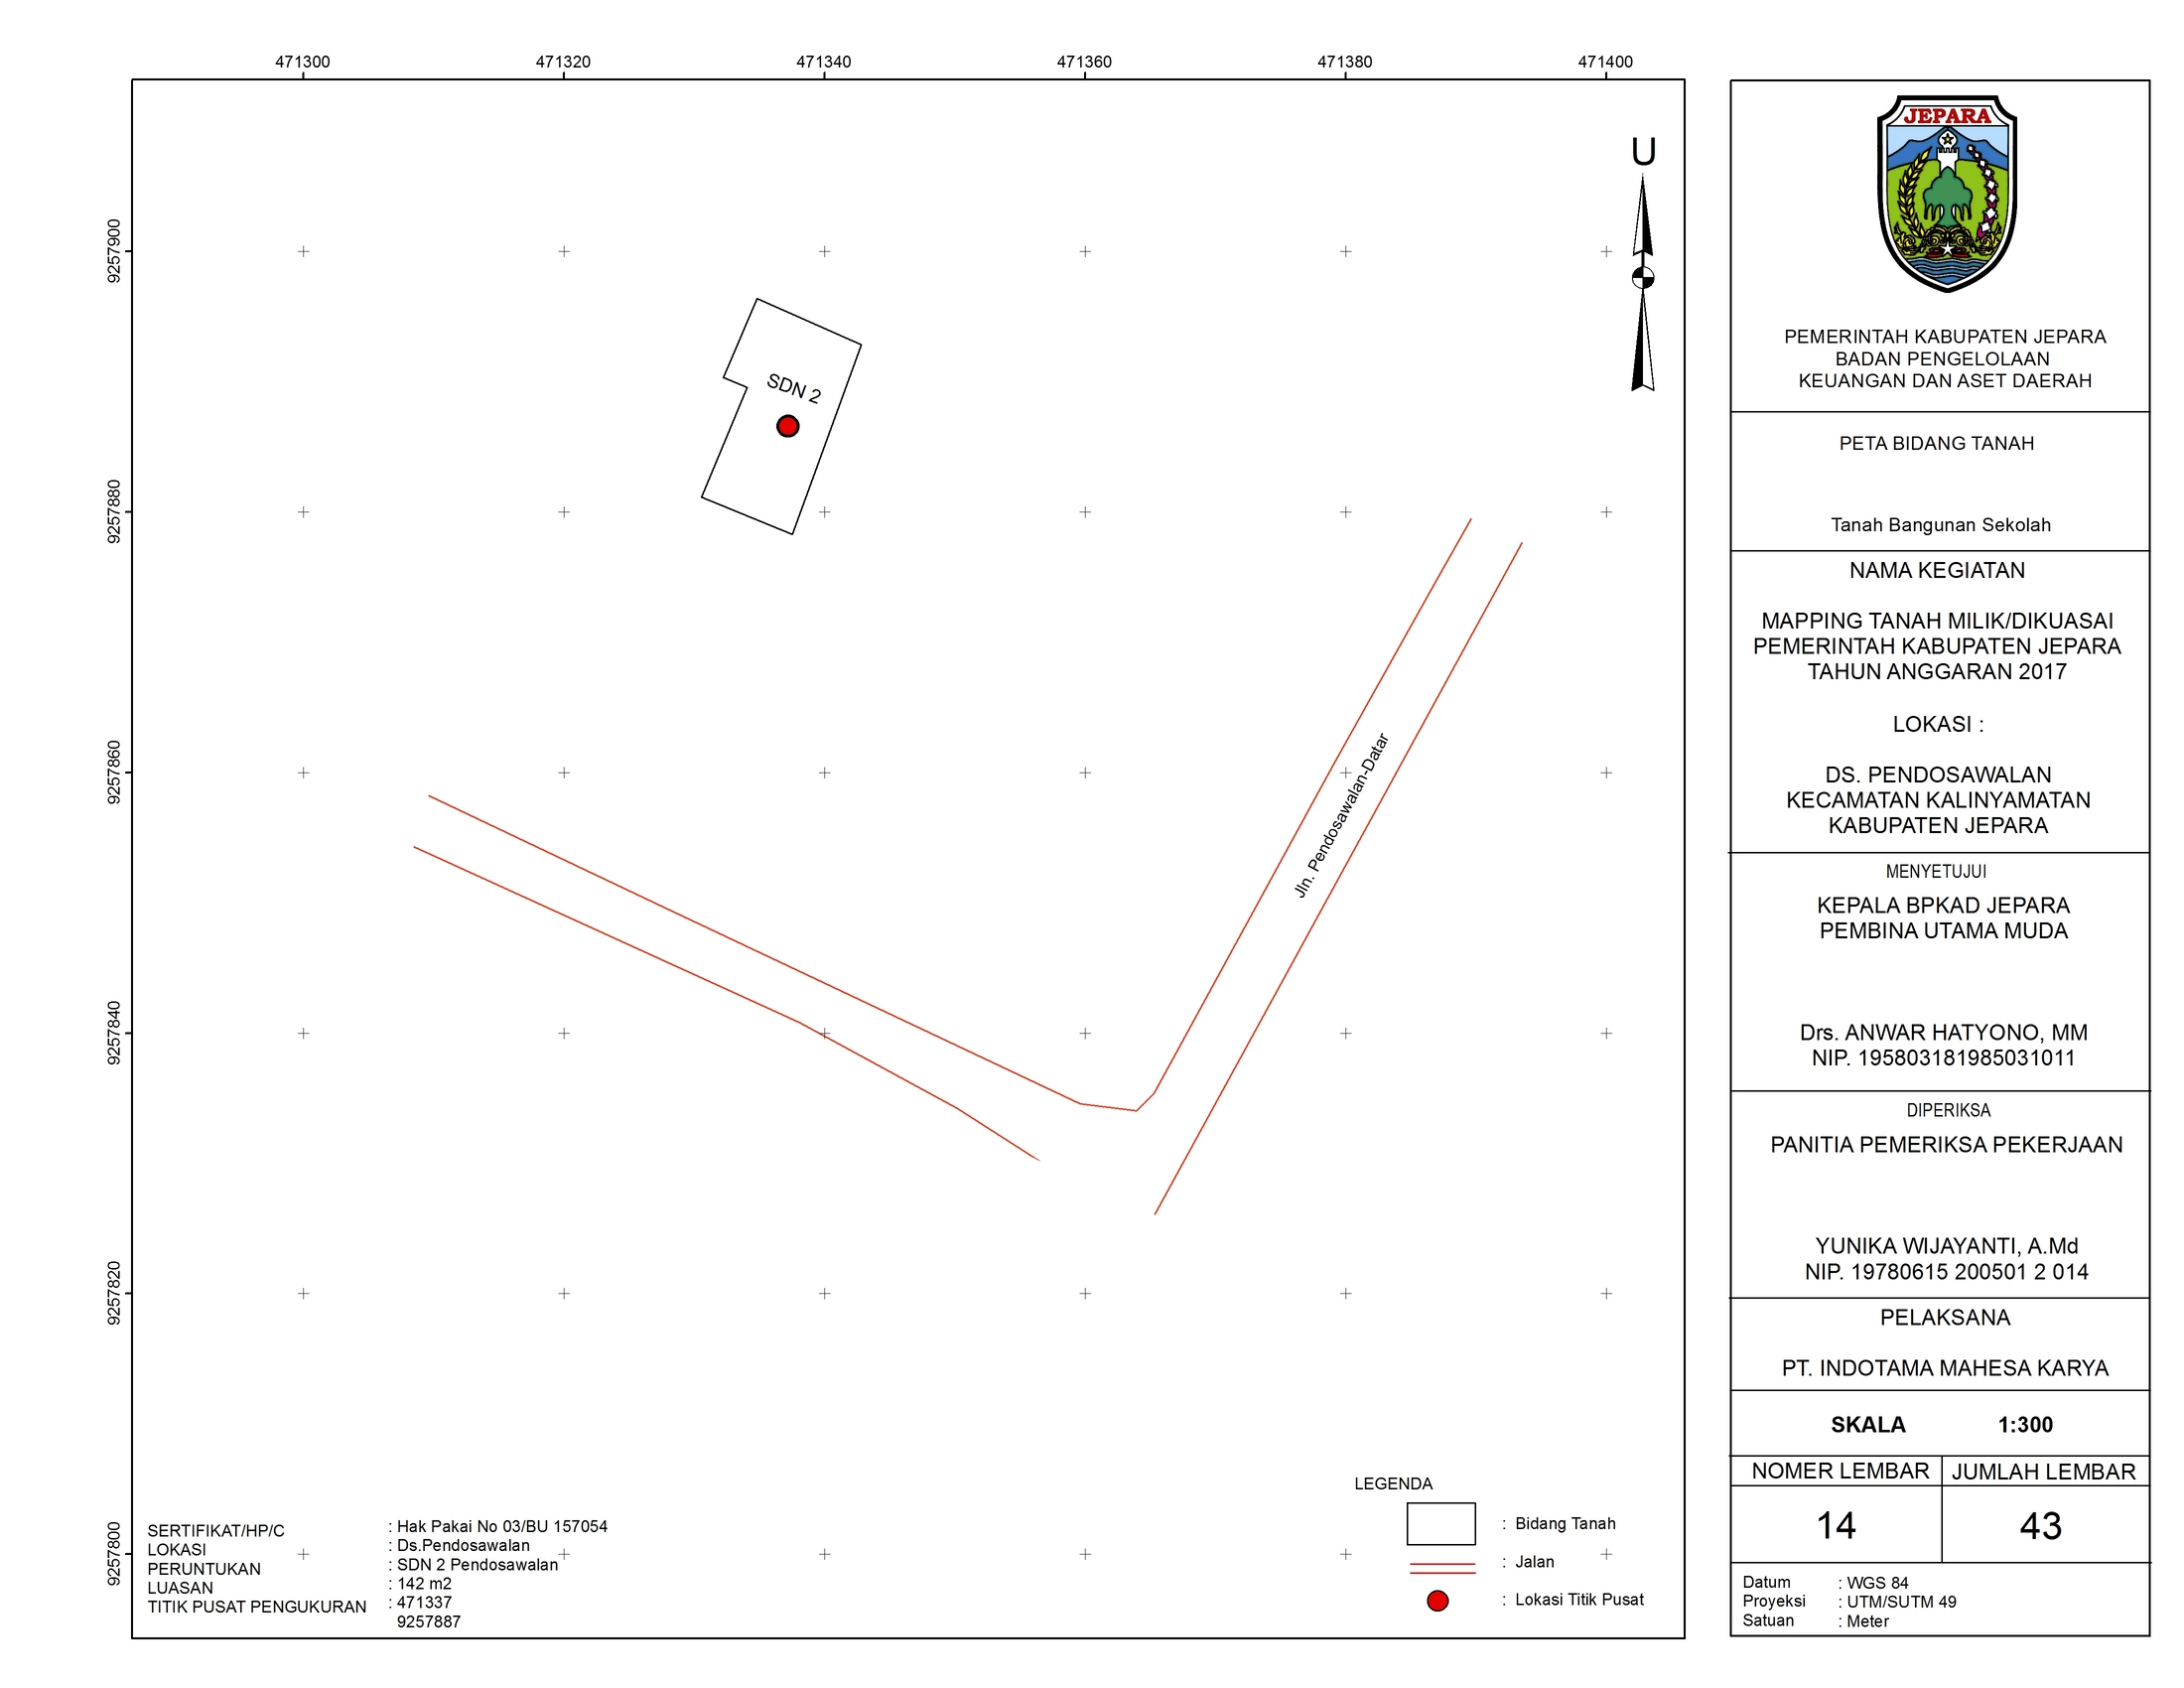 471300 471320 471340 471360 471380 471400
9257900
9257880
9257860
9257840
9257820
9257800
U
SDN 2
Jln. Pendosawalan-Datar
SERTIFIKAT/HP/C : Hak Pakai No 03/BU 157054
LOKASI : Ds.Pendosawalan
PERUNTUKAN : SDN 2 Pendosawalan
LUASAN : 142 m2
TITIK PUSAT PENGUKURAN : 471337
9257887
LEGENDA
: Bidang Tanah
: Jalan
: Lokasi Titik Pusat
JEPARA
PEMERINTAH KABUPATEN JEPARA
BADAN PENGELOLAAN
KEUANGAN DAN ASET DAERAH
PETA BIDANG TANAH
Tanah Bangunan Sekolah
NAMA KEGIATAN
MAPPING TANAH MILIK/DIKUASAI
PEMERINTAH KABUPATEN JEPARA
TAHUN ANGGARAN 2017
LOKASI :
DS. PENDOSAWALAN
KECAMATAN KALINYAMATAN
KABUPATEN JEPARA
MENYETUJUI
KEPALA BPKAD JEPARA
PEMBINA UTAMA MUDA
Drs. ANWAR HATYONO, MM
NIP. 195803181985031011
DIPERIKSA
PANITIA PEMERIKSA PEKERJAAN
YUNIKA WIJAYANTI, A.Md
NIP. 19780615 200501 2 014
PELAKSANA
PT. INDOTAMA MAHESA KARYA
SKALA 1:300
NOMER LEMBAR JUMLAH LEMBAR
14 43
Datum : WGS 84
Proyeksi : UTM/SUTM 49
Satuan : Meter